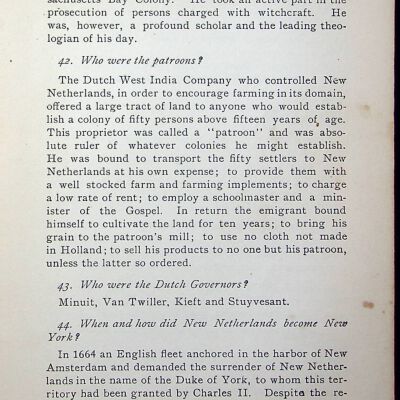 sachusetts Bay Colony. He took an active part in the
prosecution of persons charged with witchcraft. He
was, however, a profound scholar and the leading theo-
logian of his day.
42. Who were the patroons?
The Dutch West India Company who controlled New
Netherlands, in order to encourage farming in its domain,
offered a large tract of land to anyone who would estab-
lish a colony of fifty persons above fifteen years of age.
This proprietor was called a "patroon" and was abso-
lute ruler of whatever colonies he might establish.
He was bound to transport the fifty settlers to New
Netherlands at his own expense; to provide them with
a well stocked farm and farming implements; to charge
a low rate of rent; to employ a schoolmaster and a min-
ister of the Gospel. In return the emigrant bound
himself to cultivate the land for ten years; to bring his
grain to the patroon's mill; to use no cloth not made
in Holland; to sell his products to no one but his patroon,
unless the latter so ordered.
43. Who were the Dutch Governors?
Minuit, Van Twiller, Kieft and Stuyvesant.
44. When and how did New Netherlands become New
York?
In 1664 an English fleet anchored in the harbor of New
Amsterdam and demanded the surrender of New Nether-
lands in the name of the Duke of York, to whom this ter-
ritory had been granted by Charles II. Despite the re-